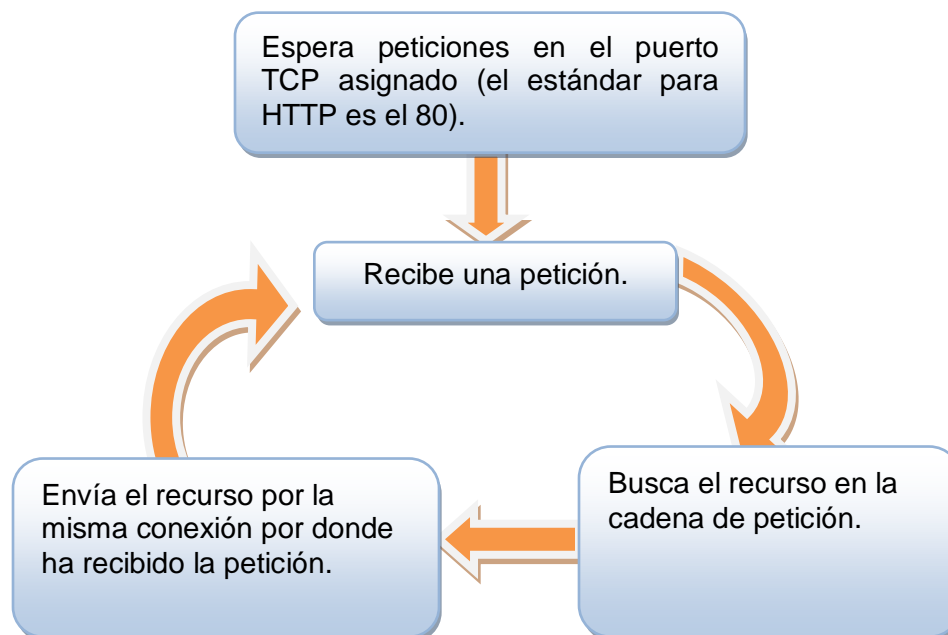 Espera peticiones en el puerto
TCP asignado (el estándar para
HTTP es el 80).
Recibe una petición.
Busca el recurso en la
cadena de petición.
Envía el recurso por la
misma conexión por donde
ha recibido la petición.